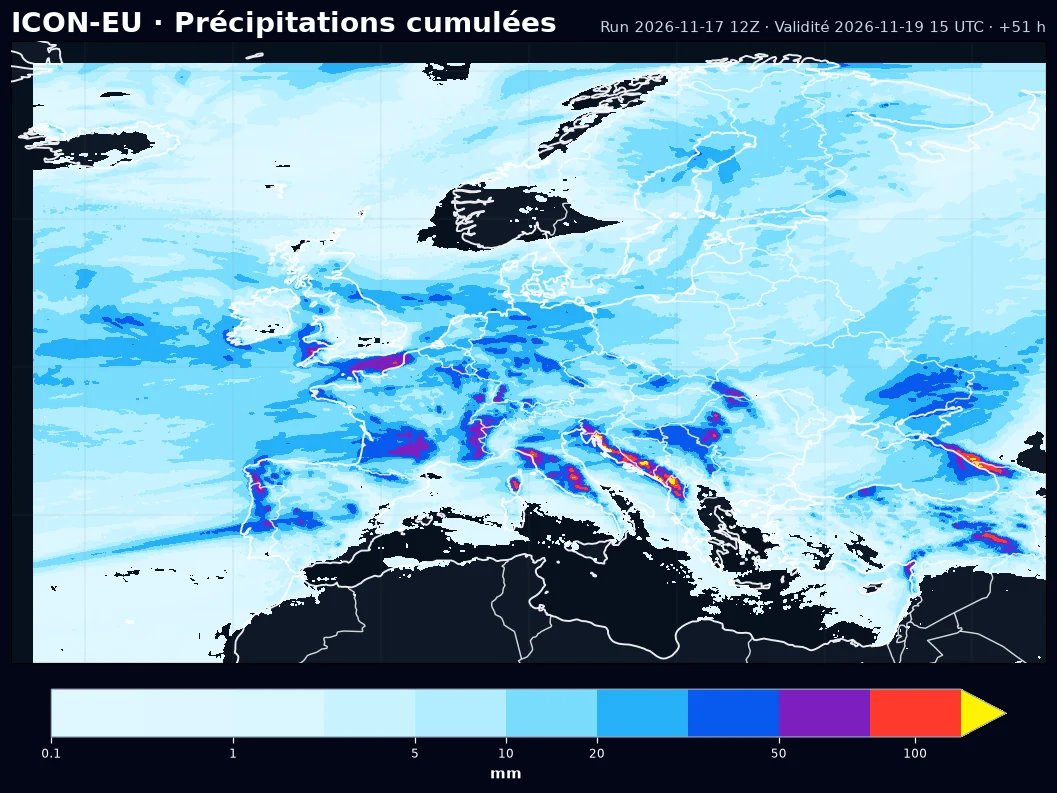 ICON-EU · Précipitations cumulées
Run 2026-11-17 12Z · Validité 2026-11-19 15 UTC · +51 h
0.1 1 5 10 20 50 100
mm